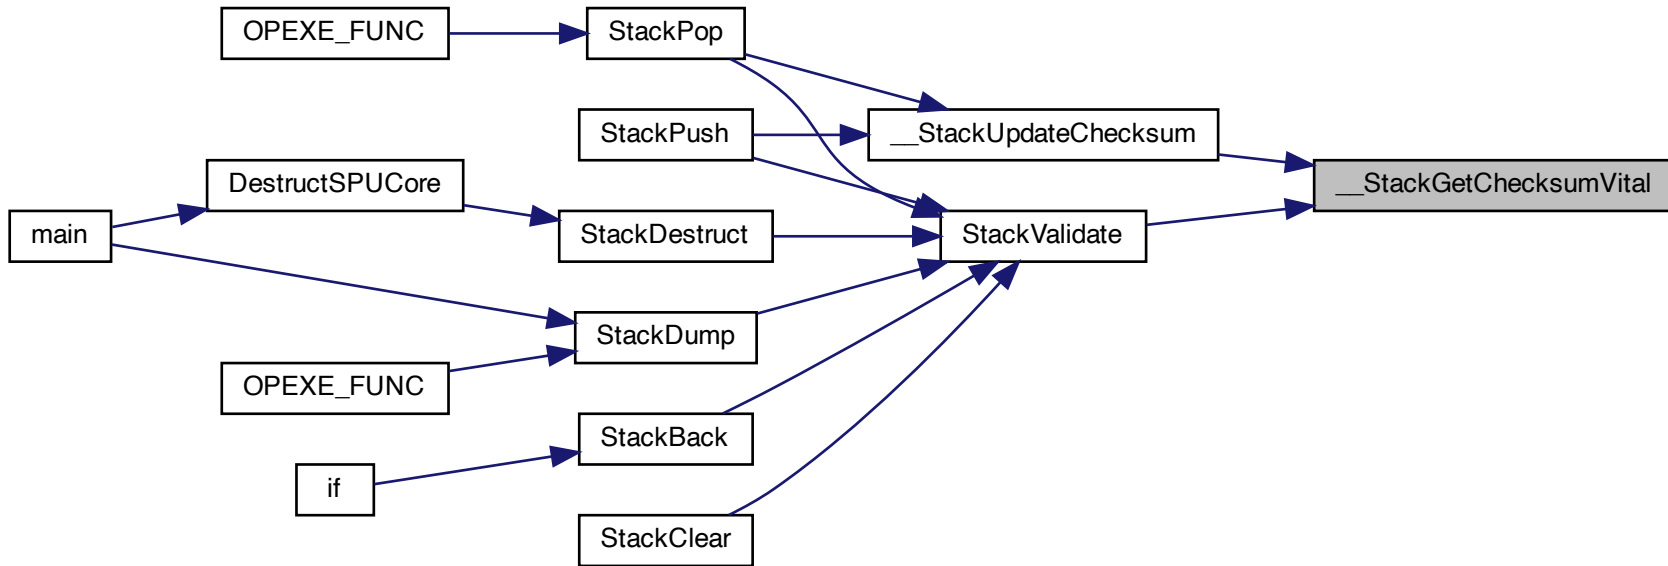 OPEXE_FUNC
StackPop
StackPush
__StackUpdateChecksum
DestructSPUCore
__StackGetChecksumVital
main
StackDestruct
StackValidate
StackDump
OPEXE_FUNC
StackBack
if
StackClear